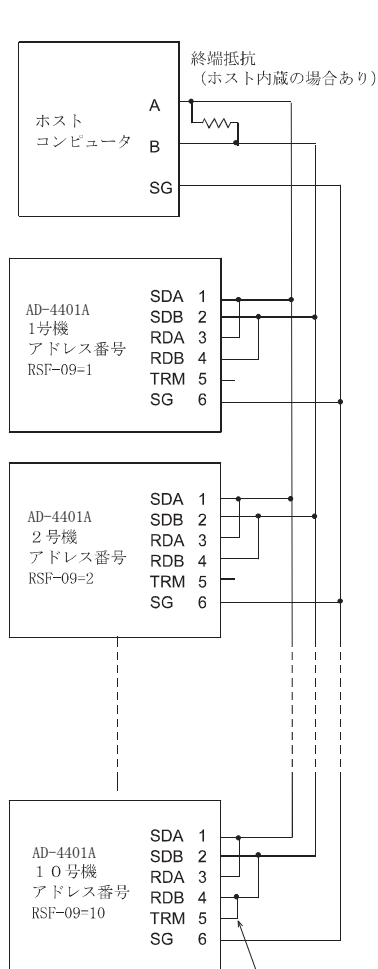 終端抵抗
(ホスト内蔵の場合あり)
ホスト
コンピュータ
A
B
SG
AD-4401A
1号機
アドレス番号
RSF-09=1
SDA 1
SDB 2
RDA 3
RDB 4
TRM 5
SG 6
AD-4401A
２号機
アドレス番号
RSF-09=2
SDA 1
SDB 2
RDA 3
RDB 4
TRM 5
SG 6
AD-4401A
１０号機
アドレス番号
RSF-09=10
SDA 1
SDB 2
RDA 3
RDB 4
TRM 5
SG 6